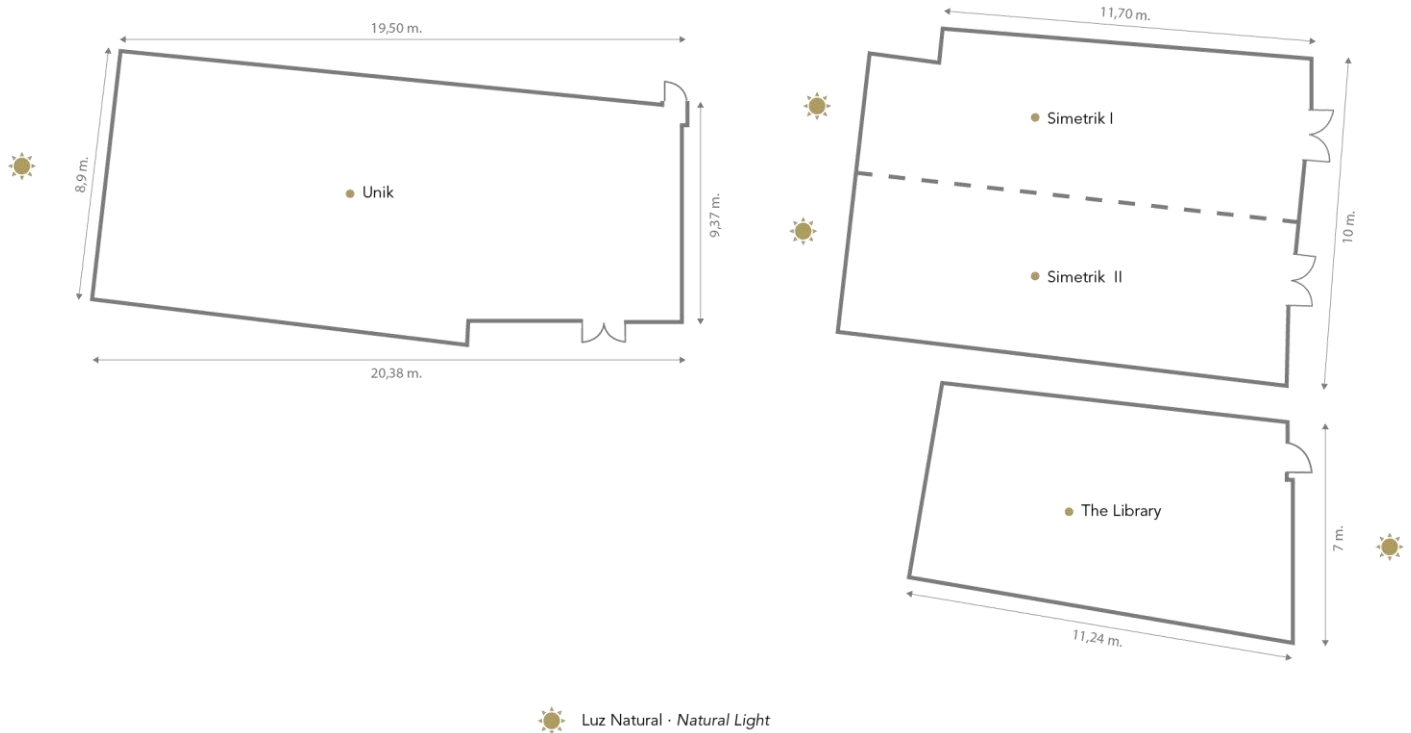 19,50 m.
8,9 m.
Unik
9,37 m.
20,38 m.
11,70 m.
Simetrik I
10 m.
Simetrik II
The Library
7 m.
11,24 m.
Luz Natural · Natural Light